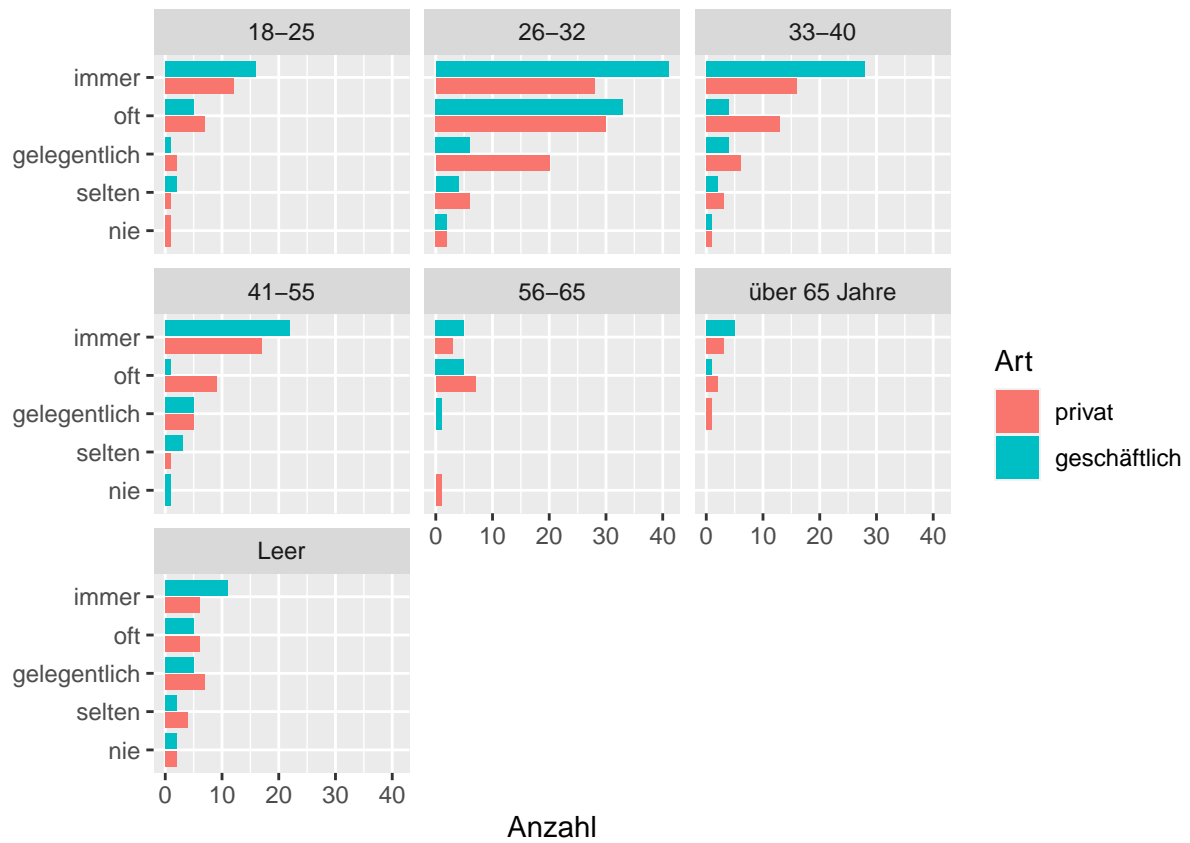 18−25
26−32
33−40
immer
oft
gelegentlich
selten
nie
41−55
56−65
über 65 Jahre
immer
oft
gelegentlich
selten
nie
0 10 20 30 40
0 10 20 30 40
Leer
immer
oft
gelegentlich
selten
nie
0 10 20 30 40
Anzahl
Art
privat
geschäftlich